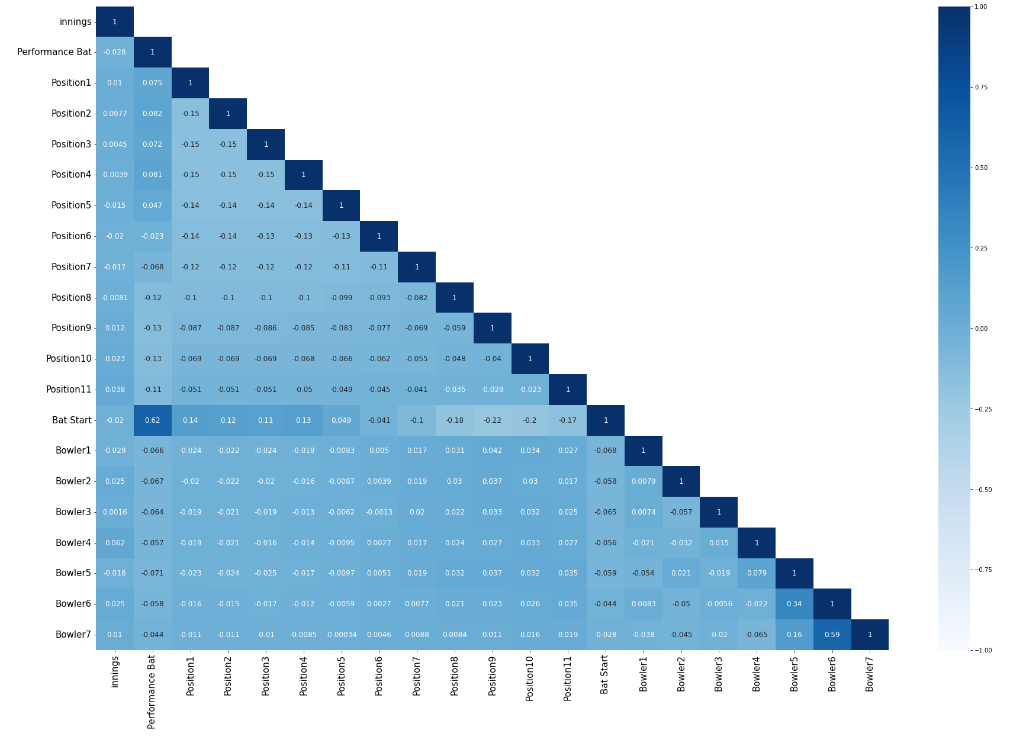 innings 1
Performance Bat -0.028 1
Position1 0.01 0.075 1
Position2 0.0077 0.082 -0.15 1
Position3 0.0045 0.072 -0.15 -0.15 1
Position4 -0.0039 0.081 -0.15 -0.15 -0.15 1
Position5 -0.015 0.047 -0.14 -0.14 -0.14 -0.14 1
Position6 -0.02 -0.023 -0.14 -0.14 -0.13 -0.13 -0.13 1
Position7 -0.017 -0.068 -0.12 -0.12 -0.12 -0.12 -0.11 -0.11 1
Position8 -0.0081 -0.12 -0.1 -0.1 -0.1 -0.1 -0.099 -0.093 -0.082 1
Position9 0.012 -0.13 -0.087 -0.087 -0.086 -0.085 -0.083 -0.077 -0.069 -0.059 1
Position10 0.023 -0.13 -0.069 -0.069 -0.069 -0.068 -0.066 -0.062 -0.055 -0.048 -0.04 1
Position11 0.038 -0.11 -0.051 -0.051 -0.051 -0.05 -0.049 -0.045 -0.041 -0.035 -0.029 -0.023 1
Bat Start -0.02 0.62 0.14 0.12 0.11 0.13 0.049 -0.041 -0.1 -0.18 -0.22 -0.2 -0.17 1
Bowler1 -0.029 -0.066 -0.024 -0.022 -0.024 -0.018 -0.0083 0.005 0.017 0.031 0.042 0.034 0.027 -0.068 1
Bowler2 0.025 -0.067 -0.02 -0.022 -0.02 -0.016 -0.0087 0.0039 0.019 0.03 0.037 0.03 0.017 -0.058 0.0079 1
Bowler3 0.0016 -0.064 -0.019 -0.021 -0.019 -0.013 -0.0062 -0.0013 0.02 0.022 0.033 0.032 0.025 -0.065 0.0074 -0.057 1
Bowler4 0.062 -0.057 -0.019 -0.021 -0.016 -0.014 -0.0095 0.0027 0.017 0.024 0.027 0.033 0.027 -0.056 -0.021 -0.032 0.015 1
Bowler5 -0.018 -0.071 -0.023 -0.024 -0.025 -0.017 -0.0097 0.0051 0.019 0.032 0.037 0.032 0.035 -0.059 -0.054 0.021 -0.019 0.079 1
Bowler6 0.025 -0.058 -0.016 -0.015 -0.017 -0.012 -0.0059 0.0027 0.0077 0.021 0.023 0.026 0.035 -0.044 0.0083 -0.05 -0.0056 -0.022 0.34 1
Bowler7 0.01 -0.044 -0.011 -0.011 -0.01 -0.0085 -0.00034 0.0046 0.0088 0.0084 0.011 0.016 0.019 -0.028 -0.038 -0.045 -0.02 -0.065 0.16 0.59 1
innings Performance Bat Position1 Position2 Position3 Position4 Position5 Position6 Position7 Position8 Position9 Position10 Position11 Bat Start Bowler1 Bowler2 Bowler3 Bowler4 Bowler5 Bowler6 Bowler7
1.00
0.75
0.50
0.25
0.00
−0.25
−0.50
−0.75
−1.00